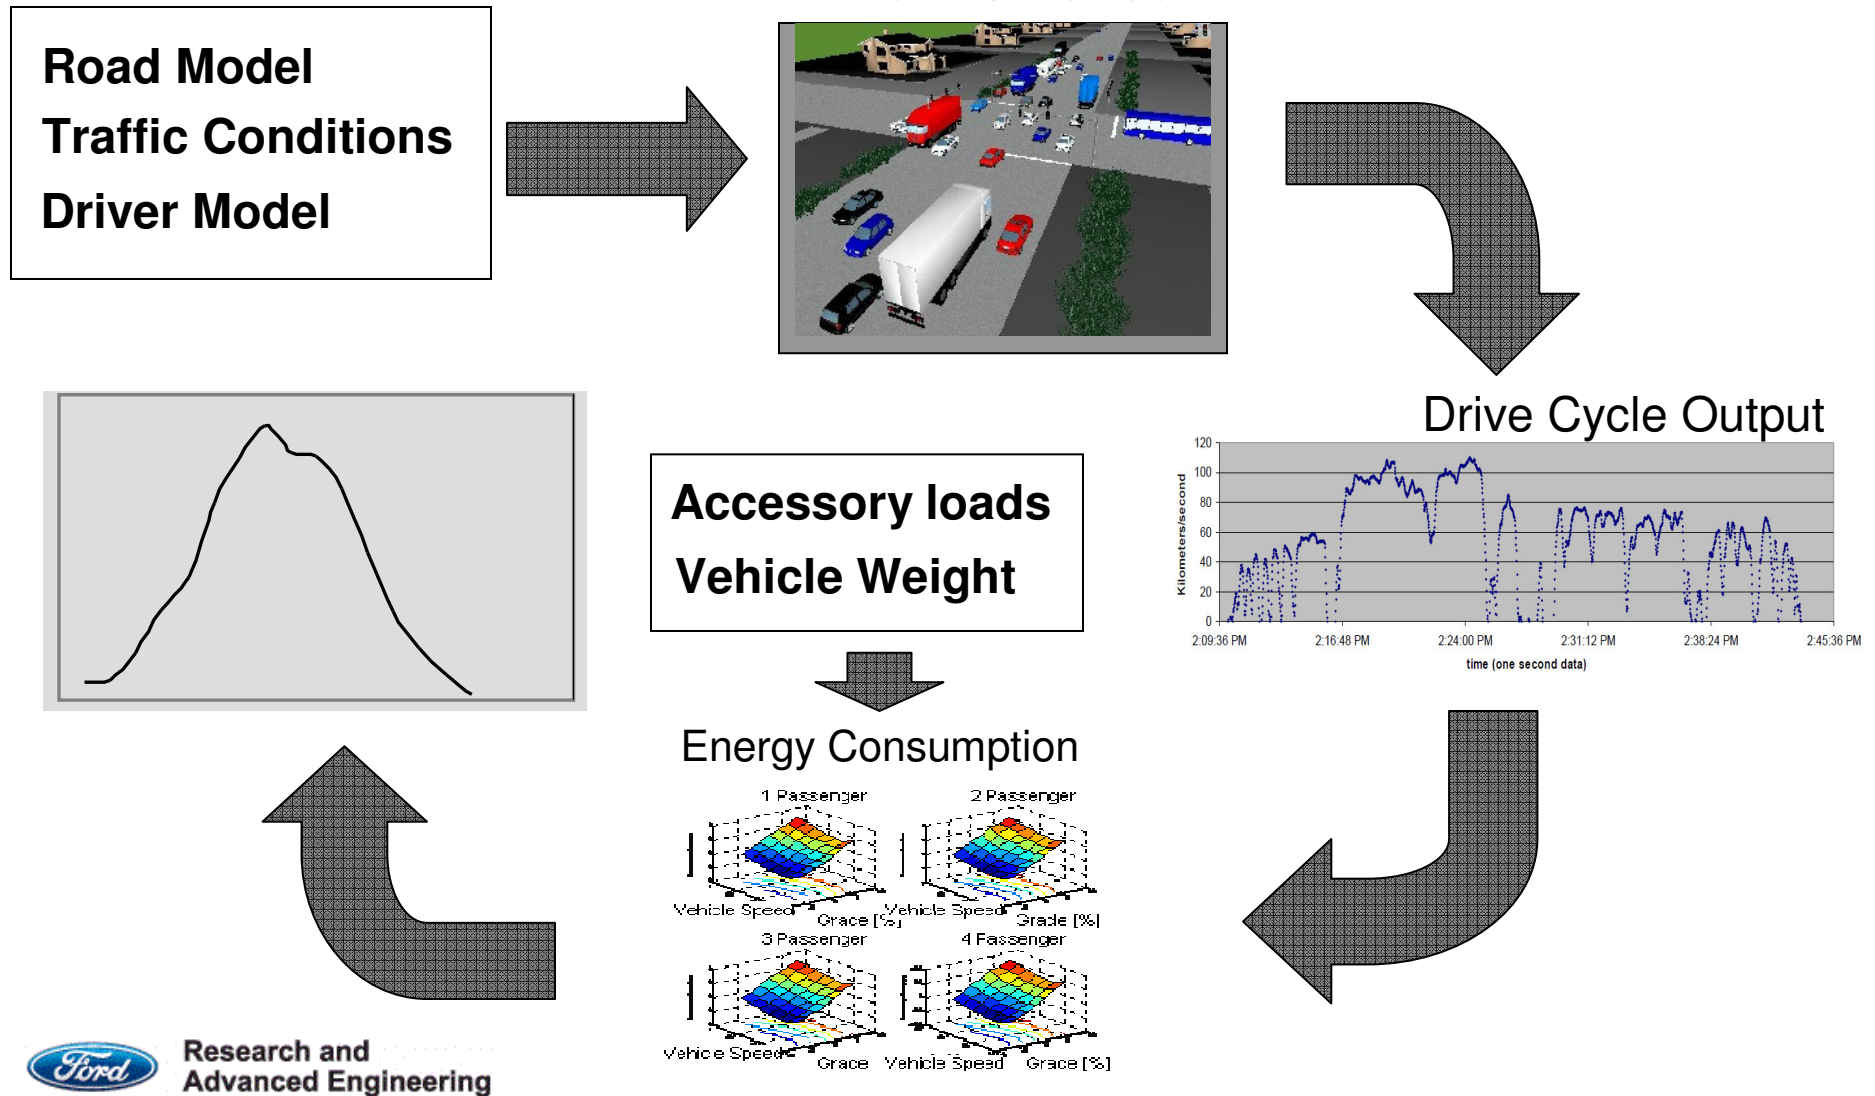 Road Model
Traffic Conditions
Driver Model
Drive Cycle Output
120
100
80
60
40
20
0
Kilometers/second
2:09:36 PM 2:16:48 PM 2:24:00 PM 2:31:12 PM 2:38:24 PM 2:45:36 PM
time (one second data)
Accessory loads
Vehicle Weight
Energy Consumption
1 Passenger 2 Passenger
Vehicle Speed Grace [%] Vehicle Speed Grade [%]
3 Passenger 4 Passenger
Vehicle Speed Grace Vehicle Speed Grace [%]
Ford
Research and
Advanced Engineering